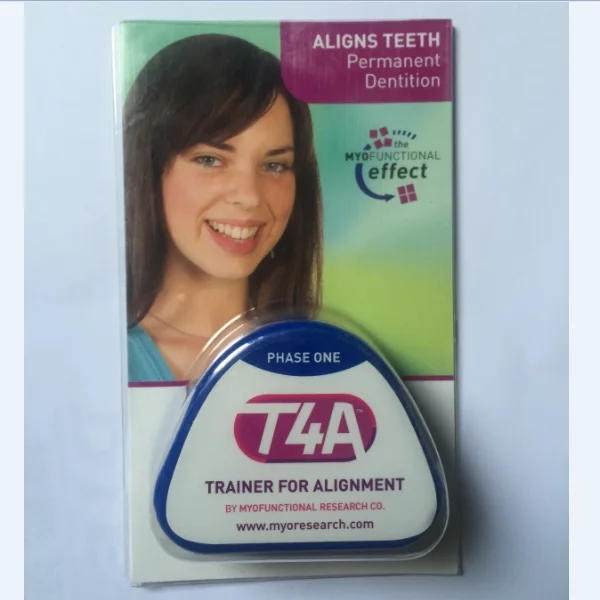 ALIGNS TEETH
Permanent
Dentition
the
MYOFUNCTIONAL
effect
PHASE ONE
T4A™
TRAINER FOR ALIGNMENT
BY MYOFUNCTIONAL RESEARCH CO.
www.myoresearch.com